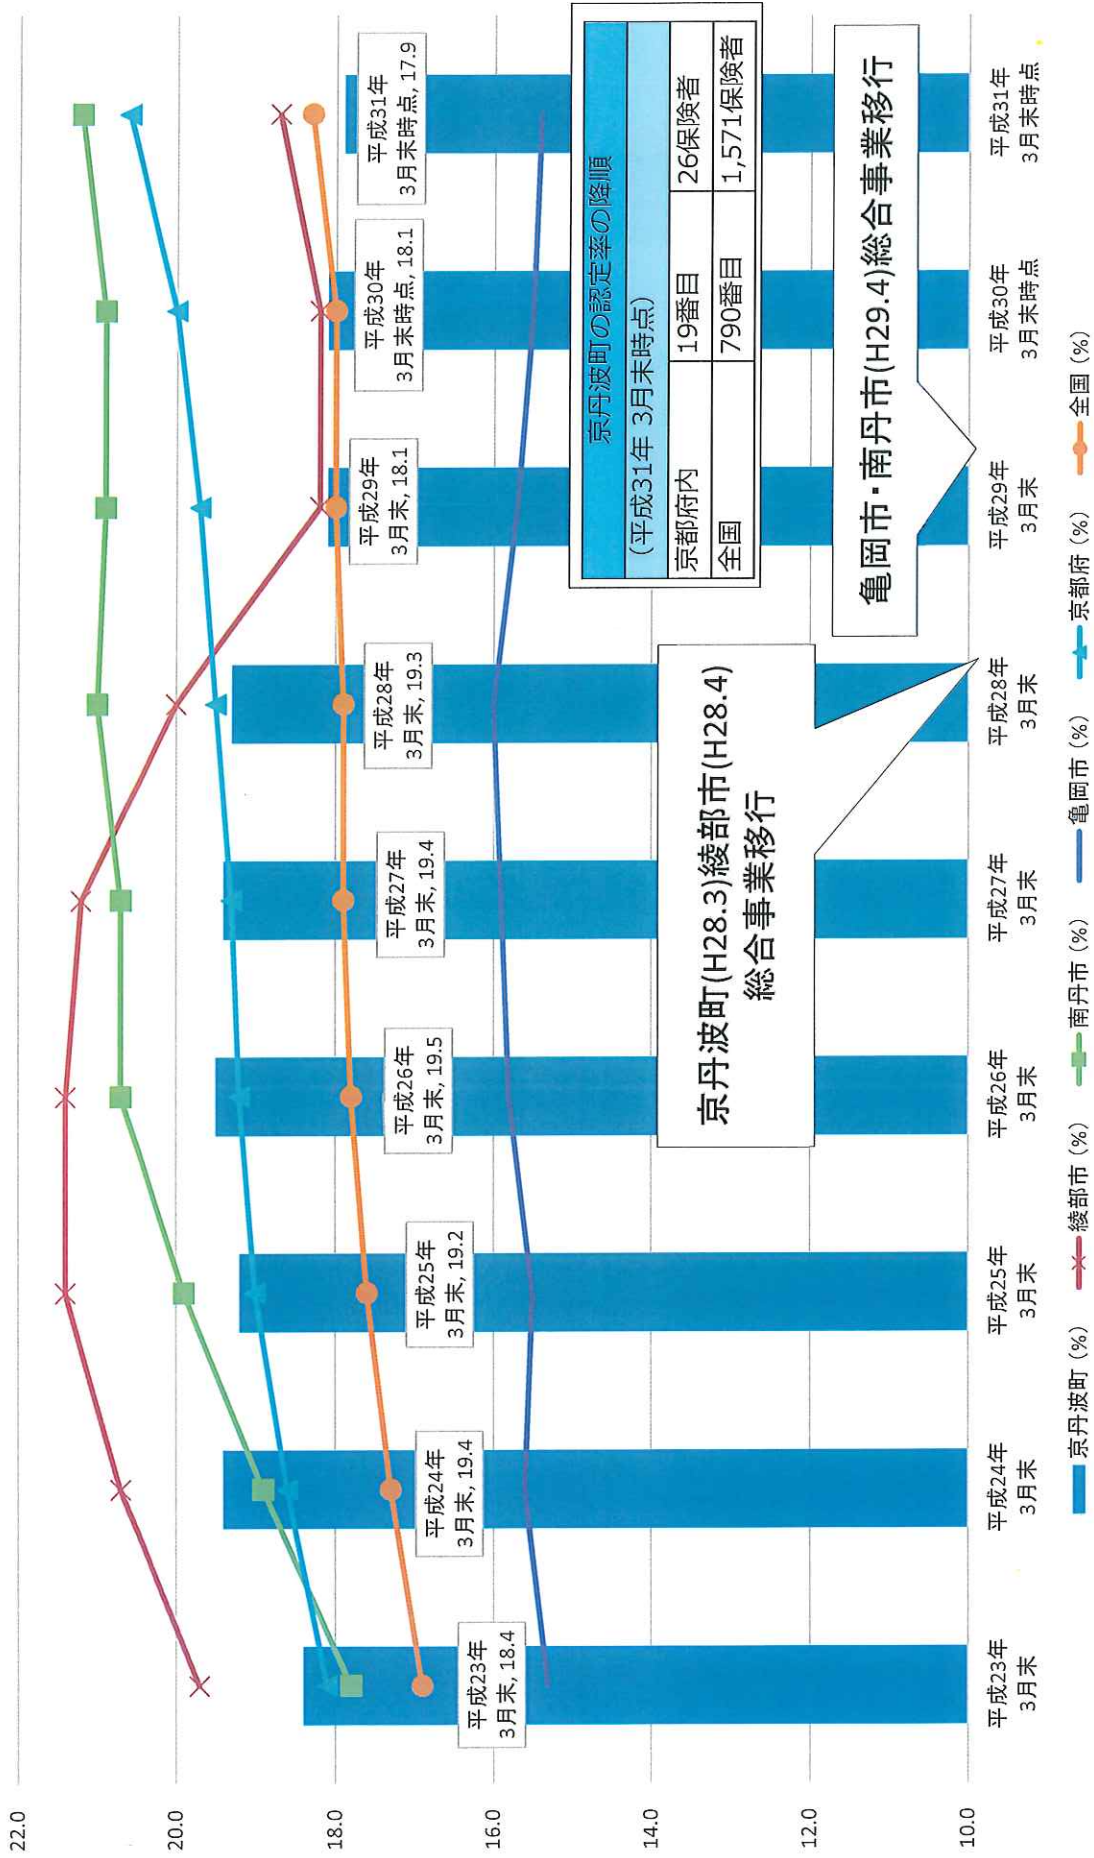 22.0
20.0
18.0
16.0
14.0
12.0
10.0
平成23年
3月末, 18.4
平成24年
3月末, 19.4
平成25年
3月末, 19.2
平成26年
3月末, 19.5
平成27年
3月末, 19.4
平成28年
3月末, 19.3
平成29年
3月末, 18.1
平成30年
3月末時点, 18.1
平成31年
3月末時点, 17.9
京丹波町の認定率の降順
(平成31年 3月末時点)
京都府内 19番目 26保険者
全国 790番目 1,571保険者
京丹波町(H28.3)綾部市(H28.4)
総合事業移行
亀岡市・南丹市(H29.4)総合事業移行
平成23年
3月末
平成24年
3月末
平成25年
3月末
平成26年
3月末
平成27年
3月末
平成28年
3月末
平成29年
3月末
平成30年
3月末時点
平成31年
3月末時点
京丹波町 (%) 綾部市 (%) 南丹市 (%) 亀岡市 (%) 京都府 (%) 全国 (%)